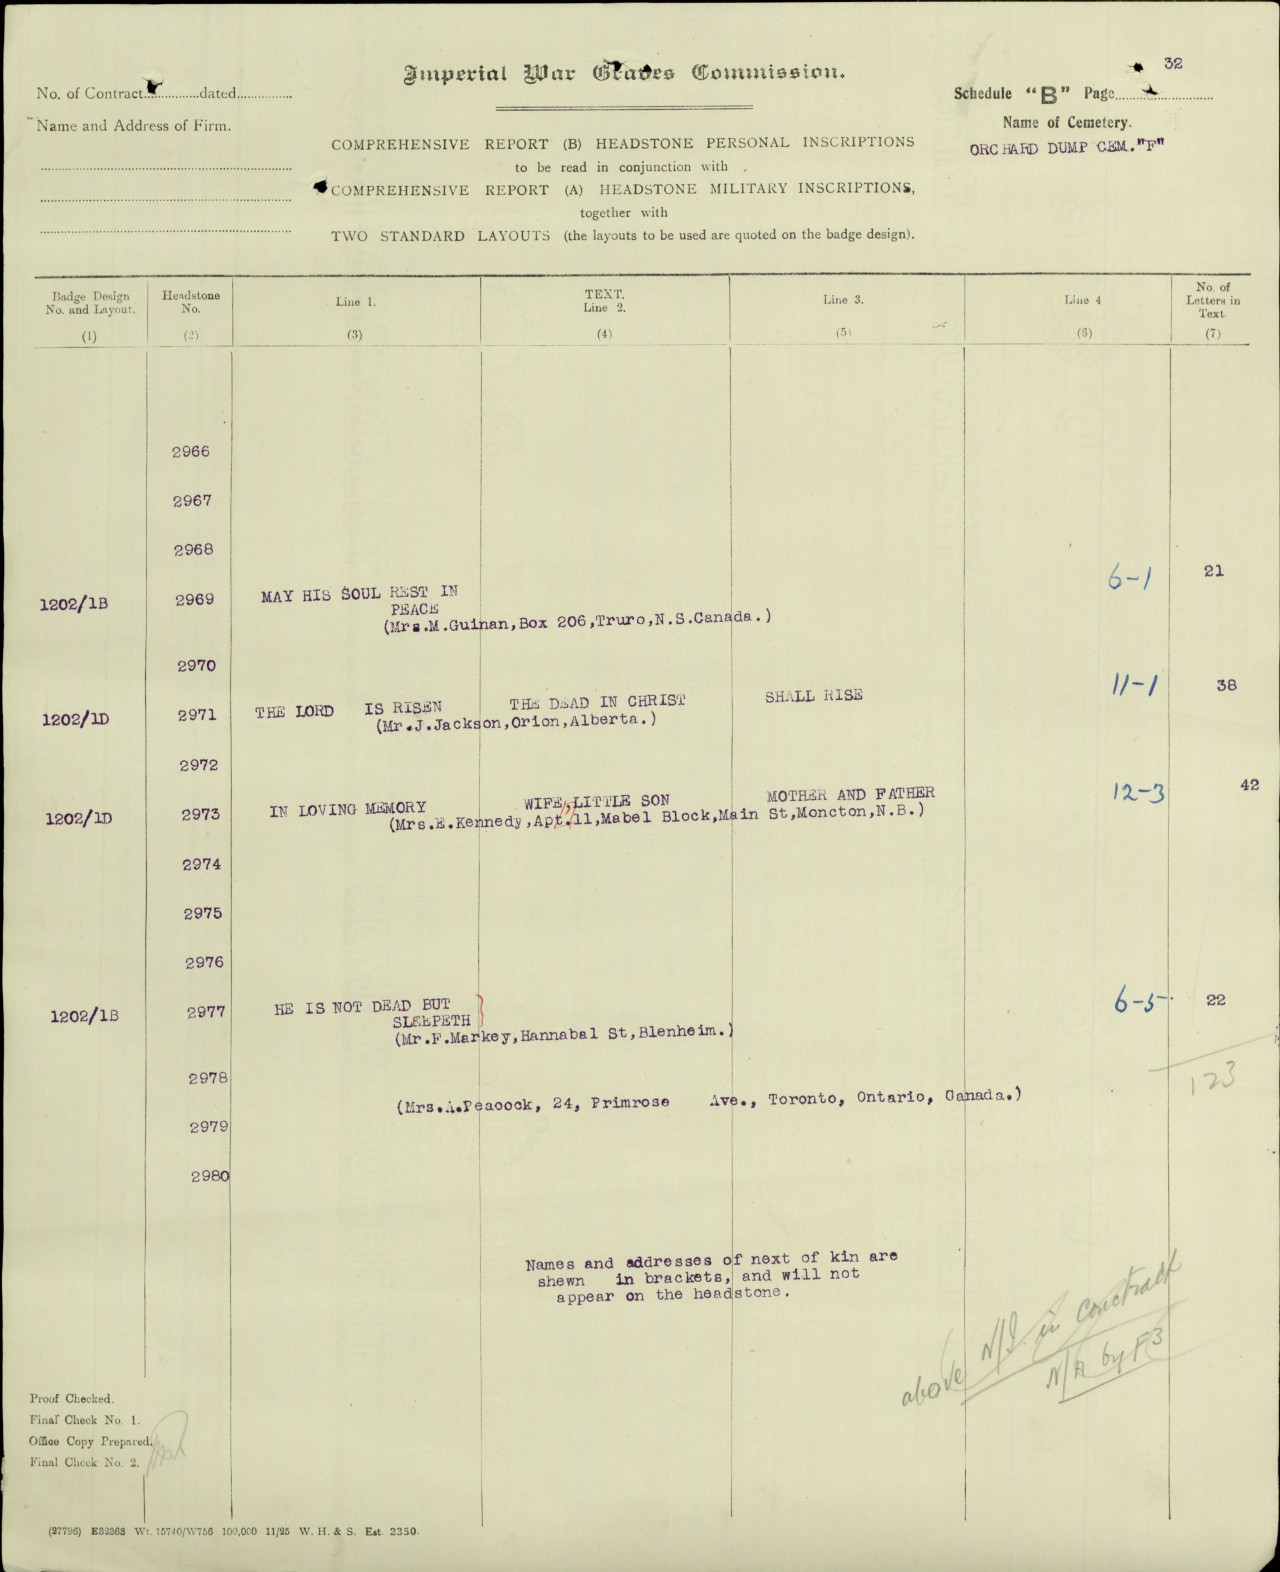 32
Imperial War Graves Commission.
No. of Contract.............dated..............
Schedule "B" Page
Name and Address of Firm.
Name of Cemetery.
ORCHARD DUMP CEM."F"
COMPREHENSIVE REPORT (B) HEADSTONE PERSONAL INSCRIPTIONS
to be read in conjunction with
COMPREHENSIVE REPORT (A) HEADSTONE MILITARY INSCRIPTIONS,
together with
TWO STANDARD LAYOUTS (the layouts to be used are quoted on the badge design).
Badge Design No. and Layout. Headstone No. Line 1. TEXT. Line 2. Line 3. Line 4 No. of Letters in Text.
(1) (2) (3) (4) (5) (6) (7)
2966
2967
2968
1202/1B 2969 MAY HIS SOUL REST IN 6-1 21
PEACE
(Mrs.M.Guinan,Box 206,Truro,N.S.Canada.)
2970
1202/1D 2971 THE LORD IS RISEN THE DEAD IN CHRIST SHALL RISE 11-1 38
(Mr.J.Jackson,Orion,Alberta.)
2972
1202/1D 2973 IN LOVING MEMORY WIFE,LITTLE SON MOTHER AND FATHER 12-3 42
(Mrs.E.Kennedy,Apt.11,Mabel Block,Main St,Moncton,N.B.)
2974
2975
2976
1202/1B 2977 HE IS NOT DEAD BUT 6-5 22
SLEEPETH
(Mr.F.Markey,Hannabal St,Blenheim.)
2978
123
(Mrs.A.Peacock, 24, Primrose Ave., Toronto, Ontario, Canada.)
2979
2980
Names and addresses of next of kin are
shewn in brackets, and will not
appear on the headstone.
above N/I. in contract
N/A by F3
Proof Checked.
Final Check No. 1.
Office Copy Prepared.
Final Check No. 2.
(27796) E32363 Wt. 15740/W756 100,000 11/25 W. H. & S. Est. 2350.